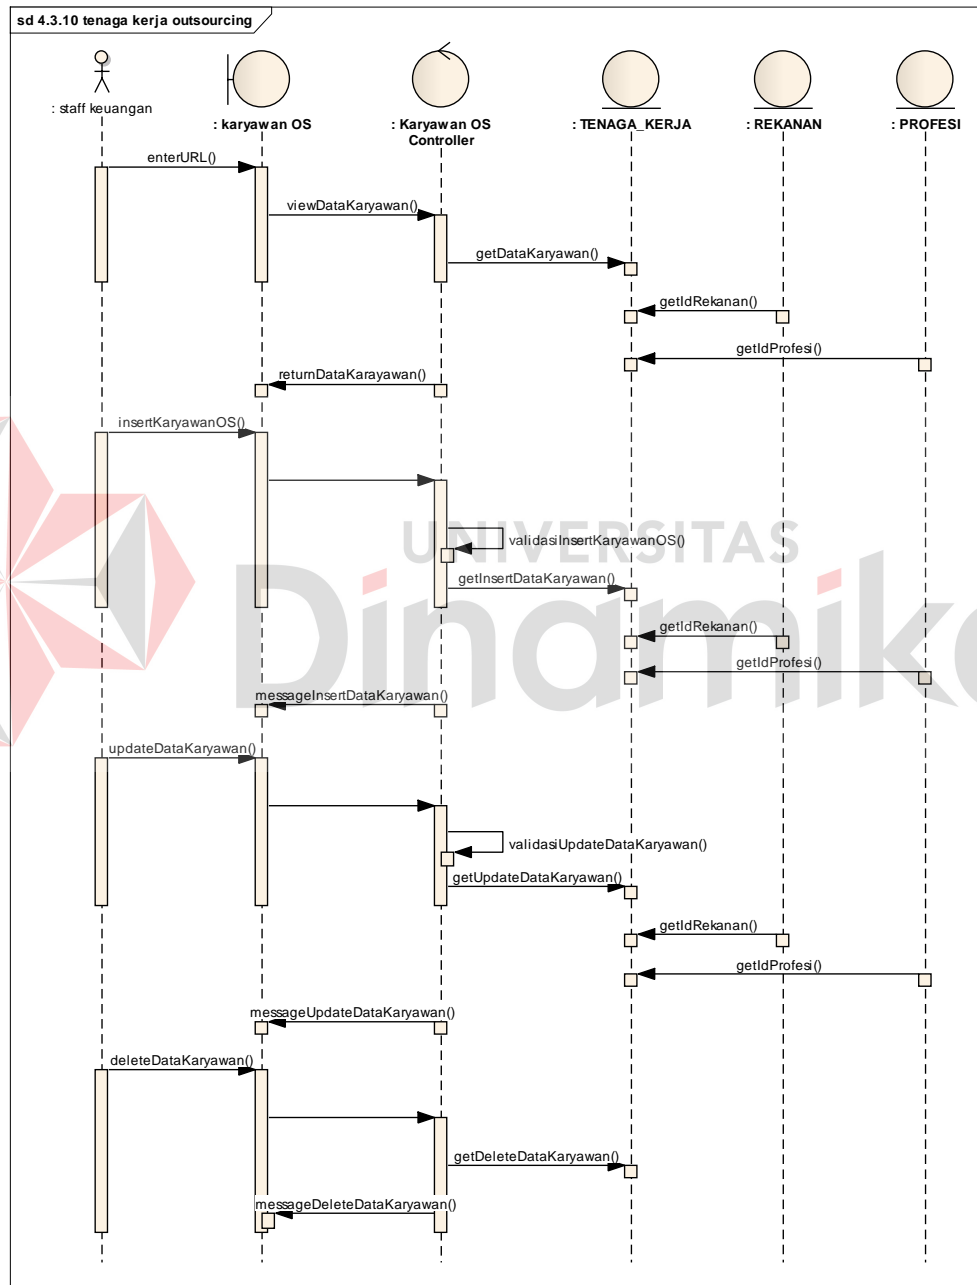 sd 4.3.10 tenaga kerja outsourcing
: staff keuangan
: karyawan OS
: Karyawan OS
Controller
: TENAGA_KERJA
: REKANAN
: PROFESI
enterURL()
viewDataKaryawan()
getDataKaryawan()
getIdRekanan()
getIdProfesi()
returnDataKarayawan()
insertKaryawanOS()
UNIVERSITAS
validasiInsertKaryawanOS()
getInsertDataKaryawan()
Dinamika
getIdRekanan()
getIdProfesi()
messageInsertDataKaryawan()
updateDataKaryawan()
validasiUpdateDataKaryawan()
getUpdateDataKaryawan()
getIdRekanan()
getIdProfesi()
messageUpdateDataKaryawan()
deleteDataKaryawan()
getDeleteDataKaryawan()
messageDeleteDataKaryawan()